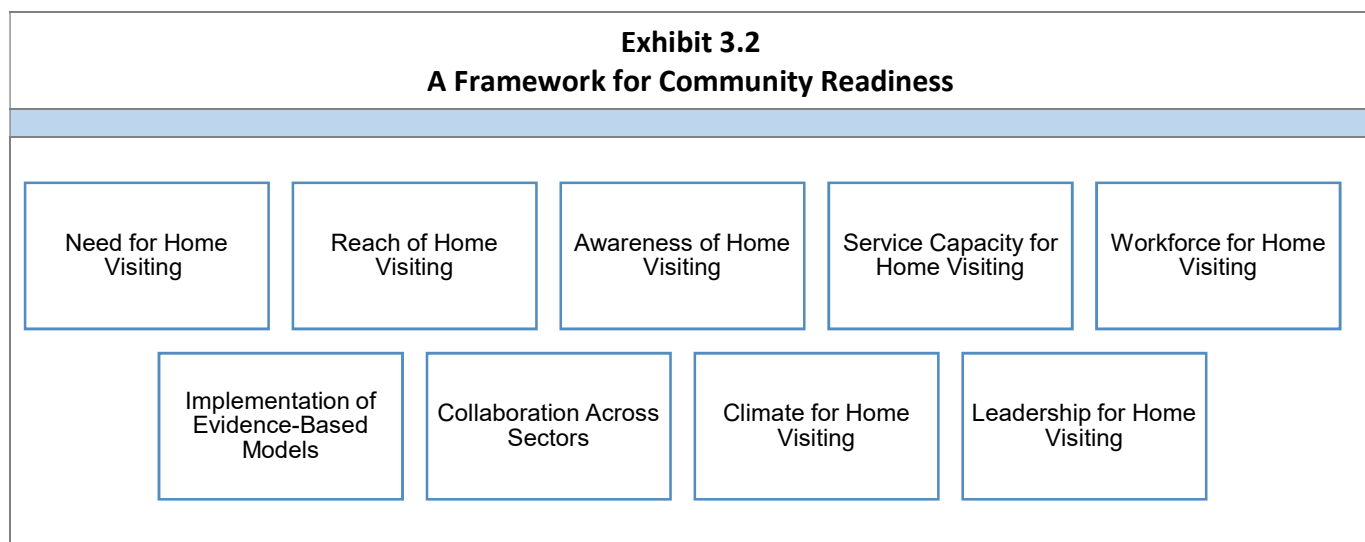 Exhibit 3.2
A Framework for Community Readiness
Need for Home
Visiting
Reach of Home
Visiting
Awareness of Home
Visiting
Service Capacity for
Home Visiting
Workforce for Home
Visiting
Implementation of
Evidence-Based
Models
Collaboration Across
Sectors
Climate for Home
Visiting
Leadership for Home
Visiting